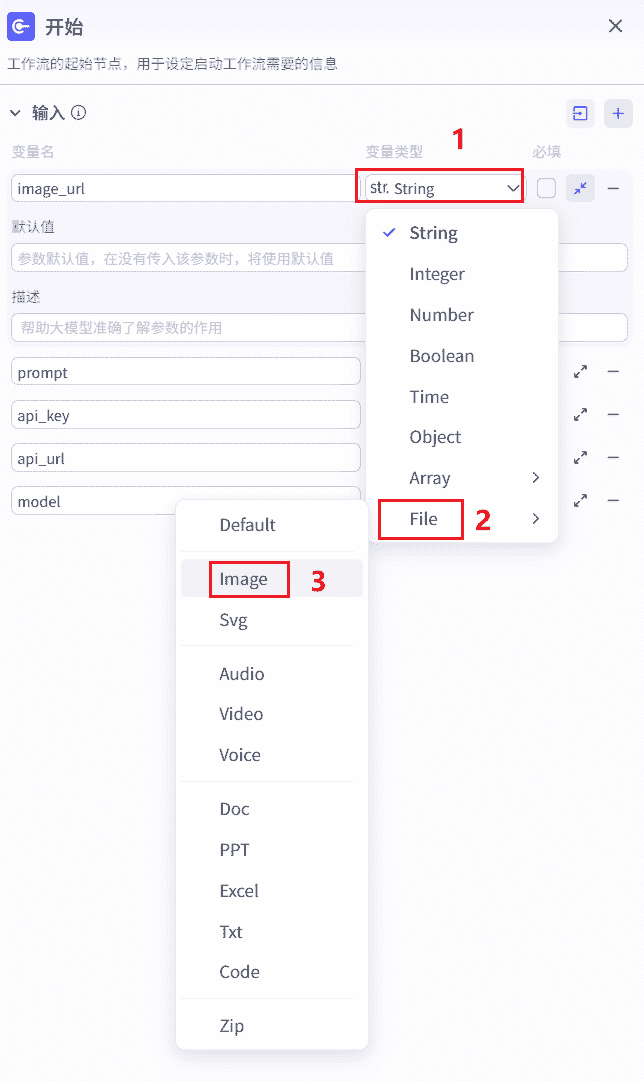 开始
工作流的起始节点，用于设定启动工作流需要的信息
输入
变量名 变量类型 1 必填
image_url str. String
默认值
参数默认值，在没有传入该参数时，将使用默认值
描述
帮助大模型准确了解参数的作用
prompt
api_key
api_url
model
String
Integer
Number
Boolean
Time
Object
Array
File 2
Default
Image 3
Svg
Audio
Video
Voice
Doc
PPT
Excel
Txt
Code
Zip